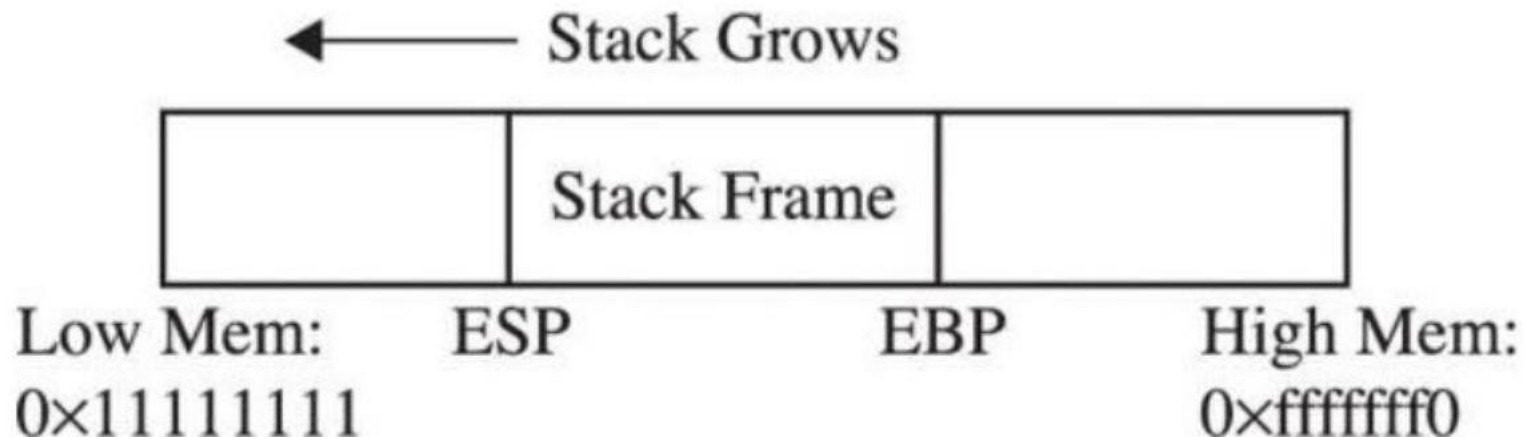 Stack Grows
Stack Frame
Low Mem: ESP EBP High Mem:
0×11111111 0×fffffff0